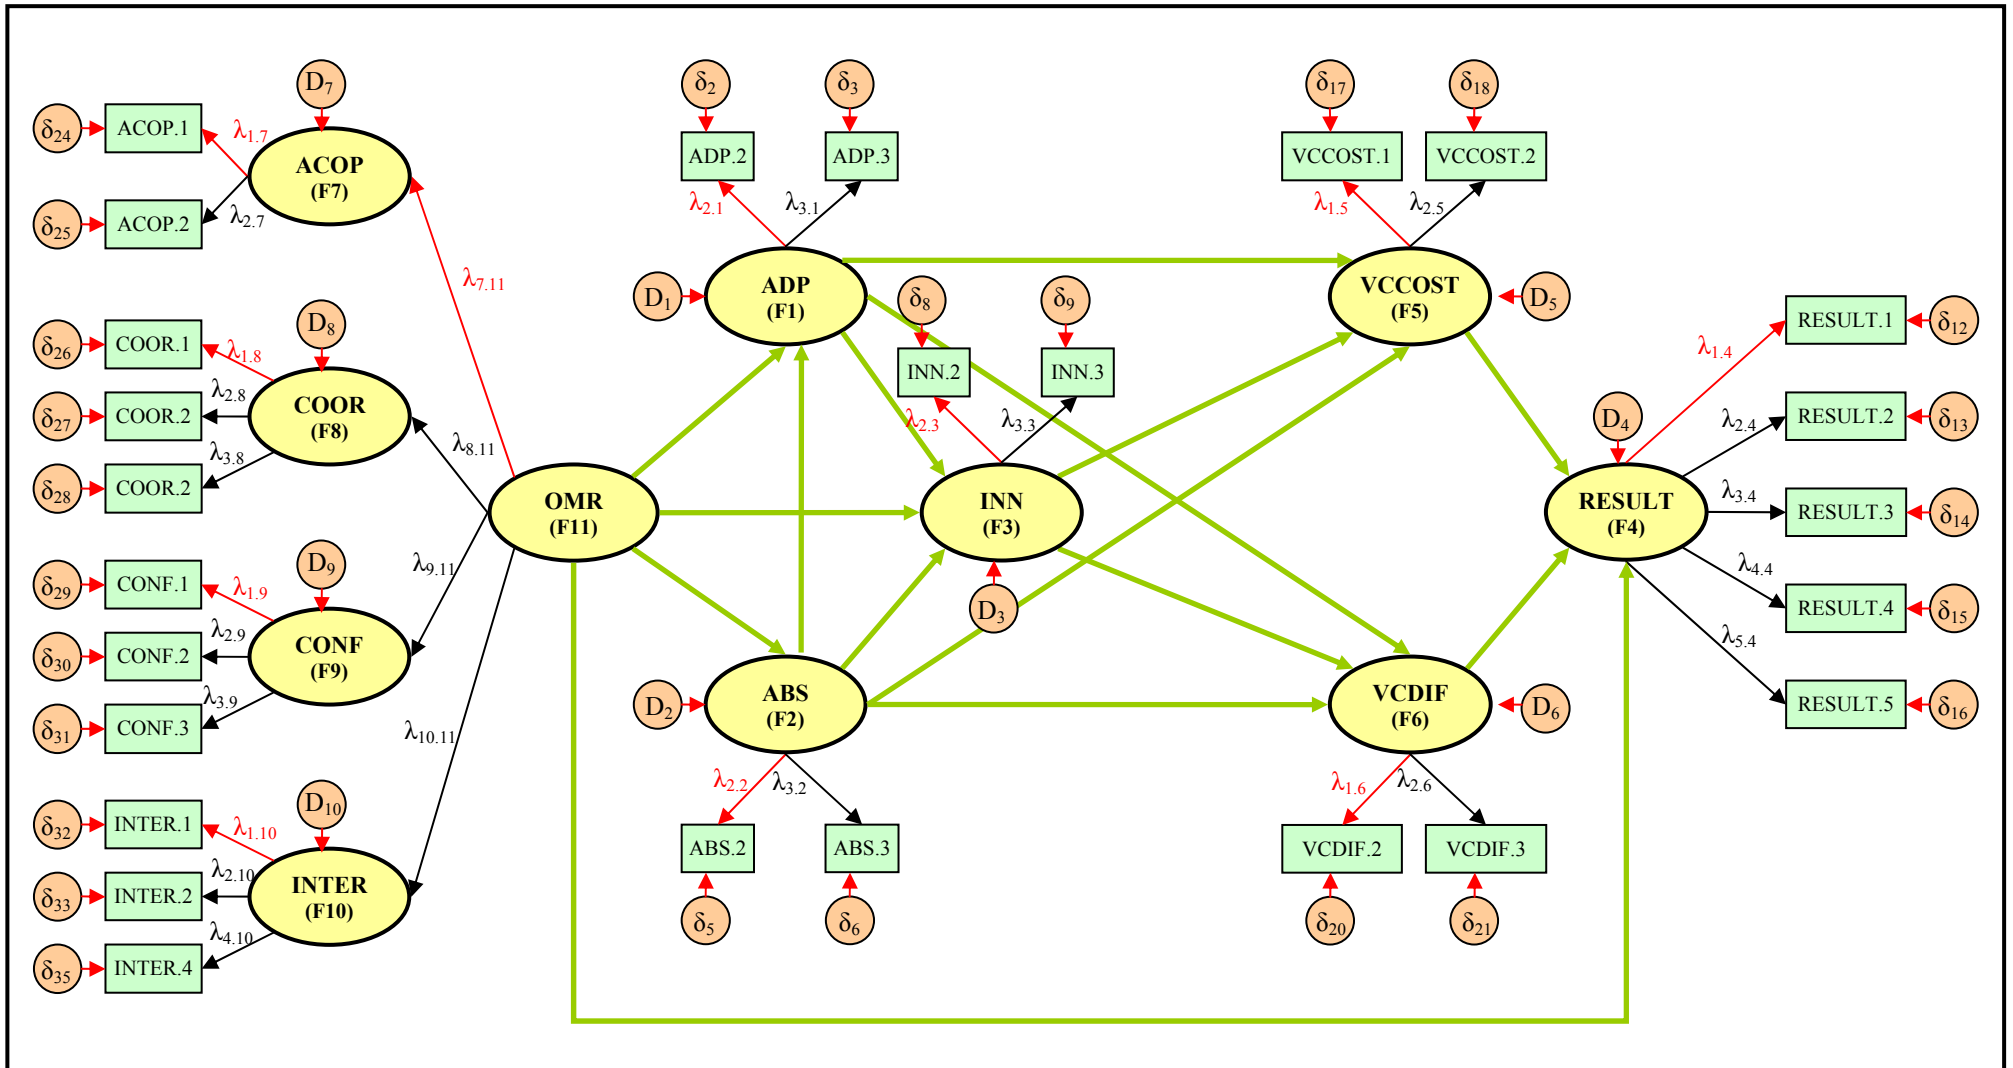 D7
δ24
ACOP.1
λ1.7
ACOP
(F7)
δ25
ACOP.2
λ2.7
λ7.11
D8
δ26
COOR.1
λ1.8
δ27
COOR.2
λ2.8
COOR
(F8)
δ28
COOR.2
λ3.8
λ8.11
D9
δ29
CONF.1
λ1.9
δ30
CONF.2
λ2.9
CONF
(F9)
δ31
CONF.3
λ3.9
λ9.11
D10
δ32
INTER.1
λ1.10
δ33
INTER.2
λ2.10
INTER
(F10)
δ35
INTER.4
λ4.10
λ10.11
OMR
(F11)
δ2
δ3
ADP.2
ADP.3
λ2.1
λ3.1
D1
ADP
(F1)
δ8
δ9
INN.2
INN.3
λ2.3
λ3.3
INN
(F3)
D3
D2
ABS
(F2)
λ2.2
λ3.2
ABS.2
ABS.3
δ5
δ6
δ17
δ18
VCCOST.1
VCCOST.2
λ1.5
λ2.5
VCCOST
(F5)
D5
VCDIF
(F6)
D6
λ1.6
λ2.6
VCDIF.2
VCDIF.3
δ20
δ21
D4
RESULT
(F4)
λ1.4
RESULT.1
δ12
λ2.4
RESULT.2
δ13
λ3.4
RESULT.3
δ14
λ4.4
RESULT.4
δ15
λ5.4
RESULT.5
δ16